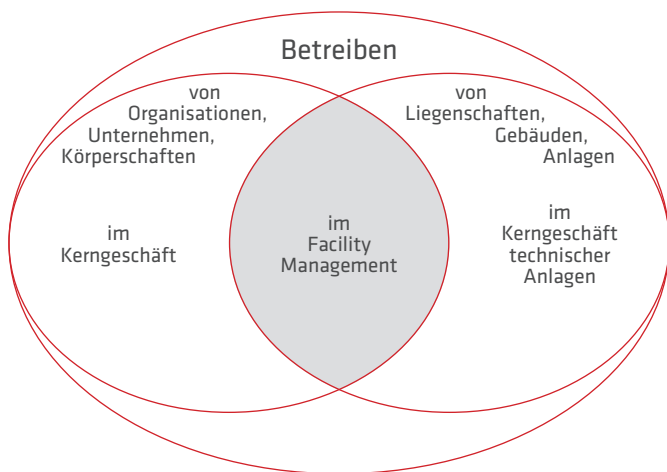 Betreiben
von
Organisationen,
Unternehmen,
Körperschaften
im
Kerngeschäft
im
Facility
Management
von
Liegenschaften,
Gebäuden,
Anlagen
im
Kerngeschäft
technischer
Anlagen